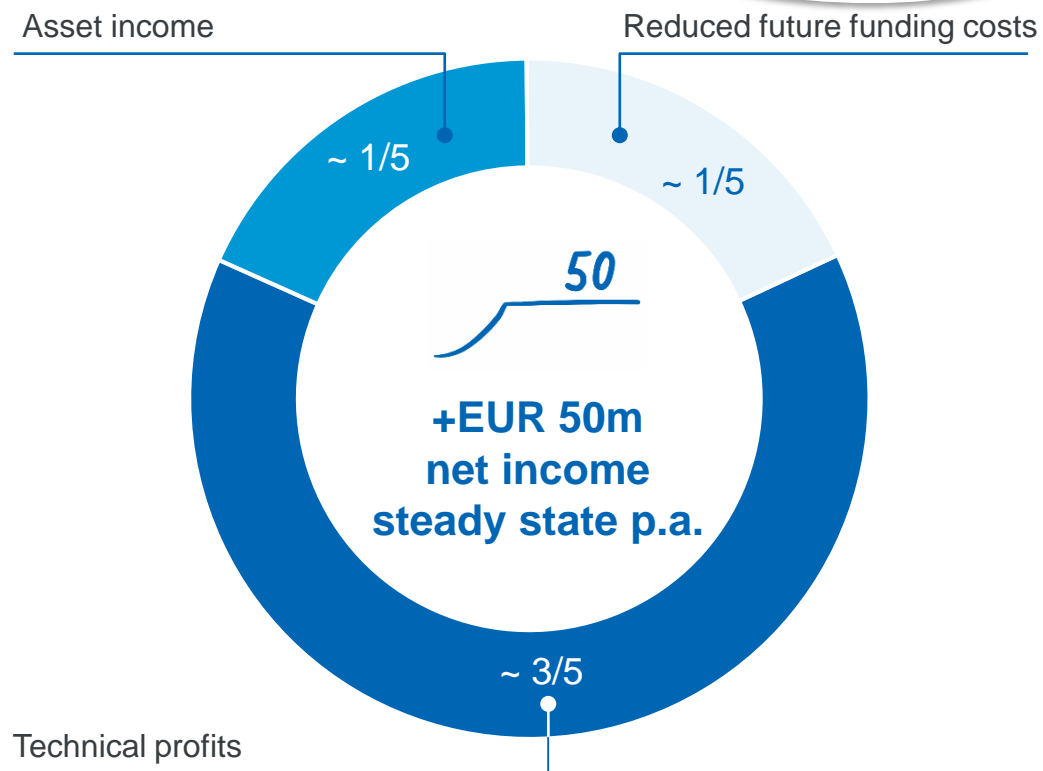 Asset income
Reduced future funding costs
~ 1/5
~ 1/5
50
+EUR 50m
net income
steady state p.a.
~ 3/5
Technical profits